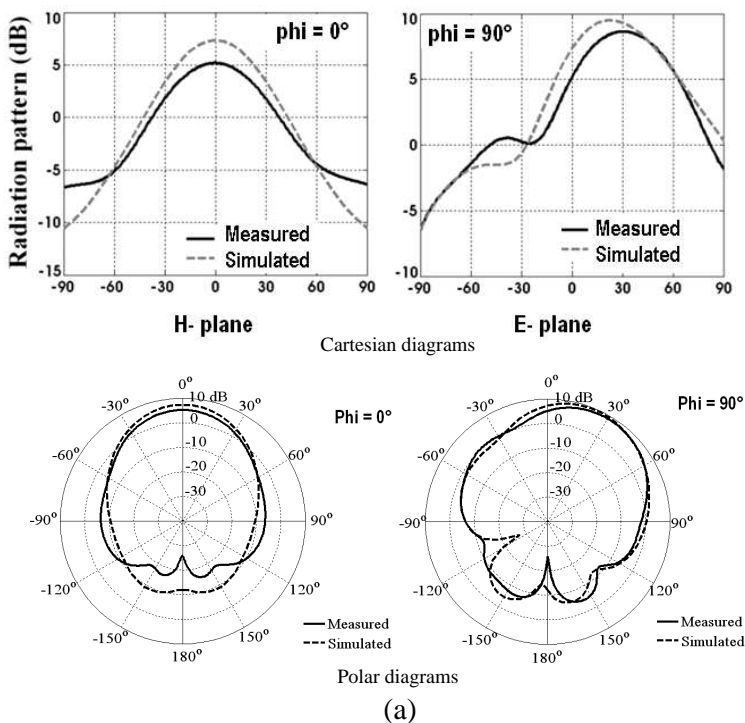 Radiation pattern (dB)
10
5
0
-5
-10
-15
phi = 0°
Measured
Simulated
-90 -60 -30 0 30 60 90
H- plane
10
5
0
-5
-10
phi = 90°
Measured
Simulated
-90 -60 -30 0 30 60 90
E- plane
Cartesian diagrams
0°
-30° 10 dB 30°
Phi = 0°
0
-10
-60° 60°
-20
-30
-90° 90°
-120° 120°
-150° 150°
180°
Measured
Simulated
0°
-30° 10 dB 30°
Phi = 90°
0
-10
-60° 60°
-20
-30
-90° 90°
-120° 120°
-150° 150°
180°
Measured
Simulated
Polar diagrams
(a)